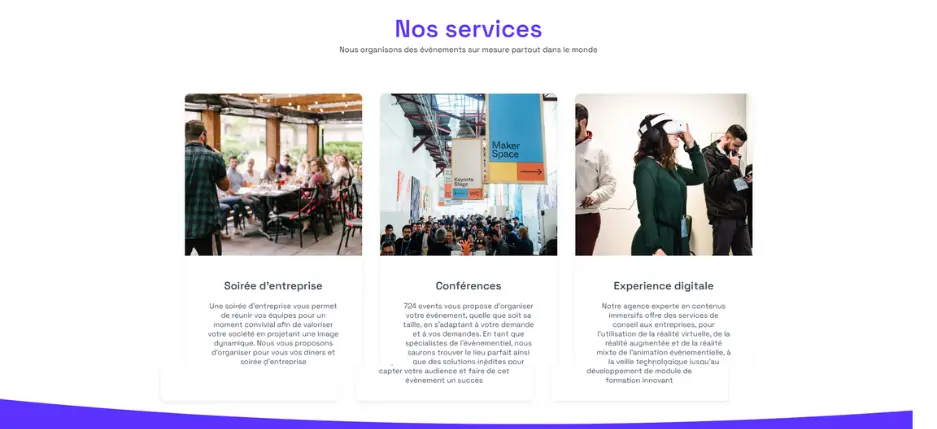 Nos services
Nous organisons des événements sur mesure partout dans le monde
Maker
Space
Keynote
Stage
Soirée d'entreprise
Une soirée d'entreprise vous permet
de réunir vos équipes pour un
moment convivial afin de valoriser
votre société en projetant une image
dynamique. Nous vous proposons
d'organiser pour vous vos diners et
soirée d'entreprise
Conférences
724 events vous propose d'organiser
votre évènement, quelle que soit sa
taille, en s'adaptant à votre demande
et à vos demandes. En tant que
spécialistes de l'évènementiel, nous
saurons trouver le lieu parfait ainsi
que des solutions inédites pour
capter votre audience et faire de cet
évènement un succès
Experience digitale
Notre agence experte en contenus
immersifs offre des services de
conseil aux entreprises, pour
l'utilisation de la réalité virtuelle, de la
réalité augmentée et de la réalité
mixte de l'animation évènementielle, à
la veille technologique jusqu'au
développement de module de
formation innovant